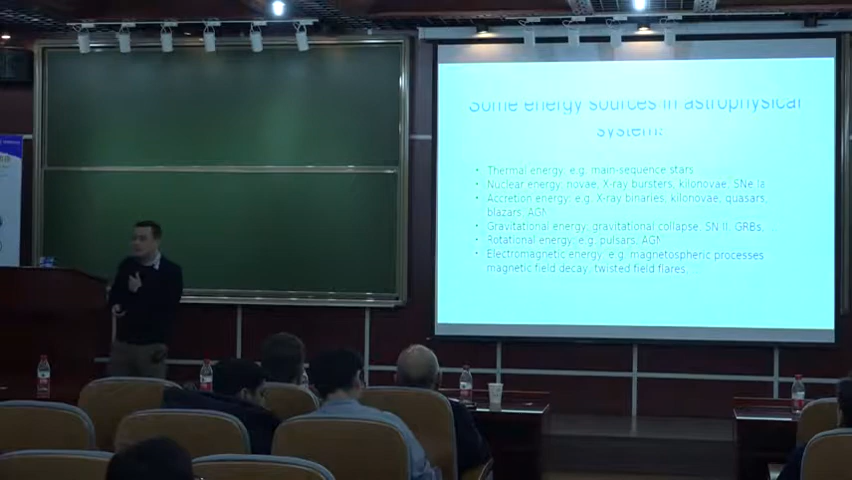 Some energy sources in astrophysical
systems
• Thermal energy: e.g. main-sequence stars
• Nuclear energy: novae, X-ray bursters, kilonovae, SNe Ia
• Accretion energy: e.g. X-ray binaries, kilonovae, quasars,
blazars, AGN
• Gravitational energy: gravitational collapse, SN II, GRBs, ..
• Rotational energy: e.g. pulsars, AGN
• Electromagnetic energy, e.g. magnetospheric processes
magnetic field decay, twisted field flares, ...